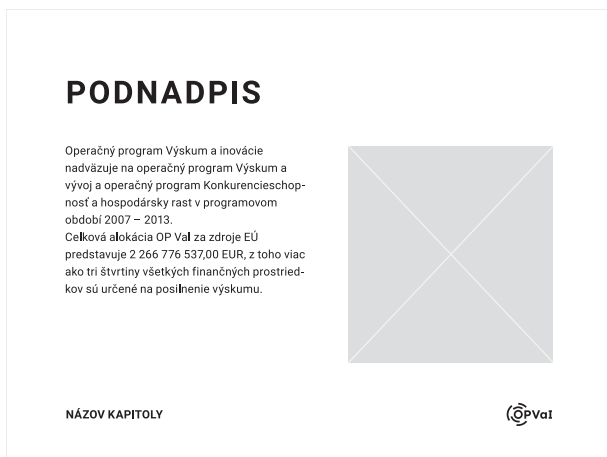 PODNADPIS
Operačný program Výskum a inovácie
nadväzuje na operačný program Výskum a
vývoj a operačný program Konkurencieschop-
nosť a hospodársky rast v programovom
období 2007 – 2013.
Celková alokácia OP VaI za zdroje EÚ
predstavuje 2 266 776 537,00 EUR, z toho viac
ako tri štvrtiny všetkých finančných prostried-
kov sú určené na posilnenie výskumu.
NÁZOV KAPITOLY
OPVaI